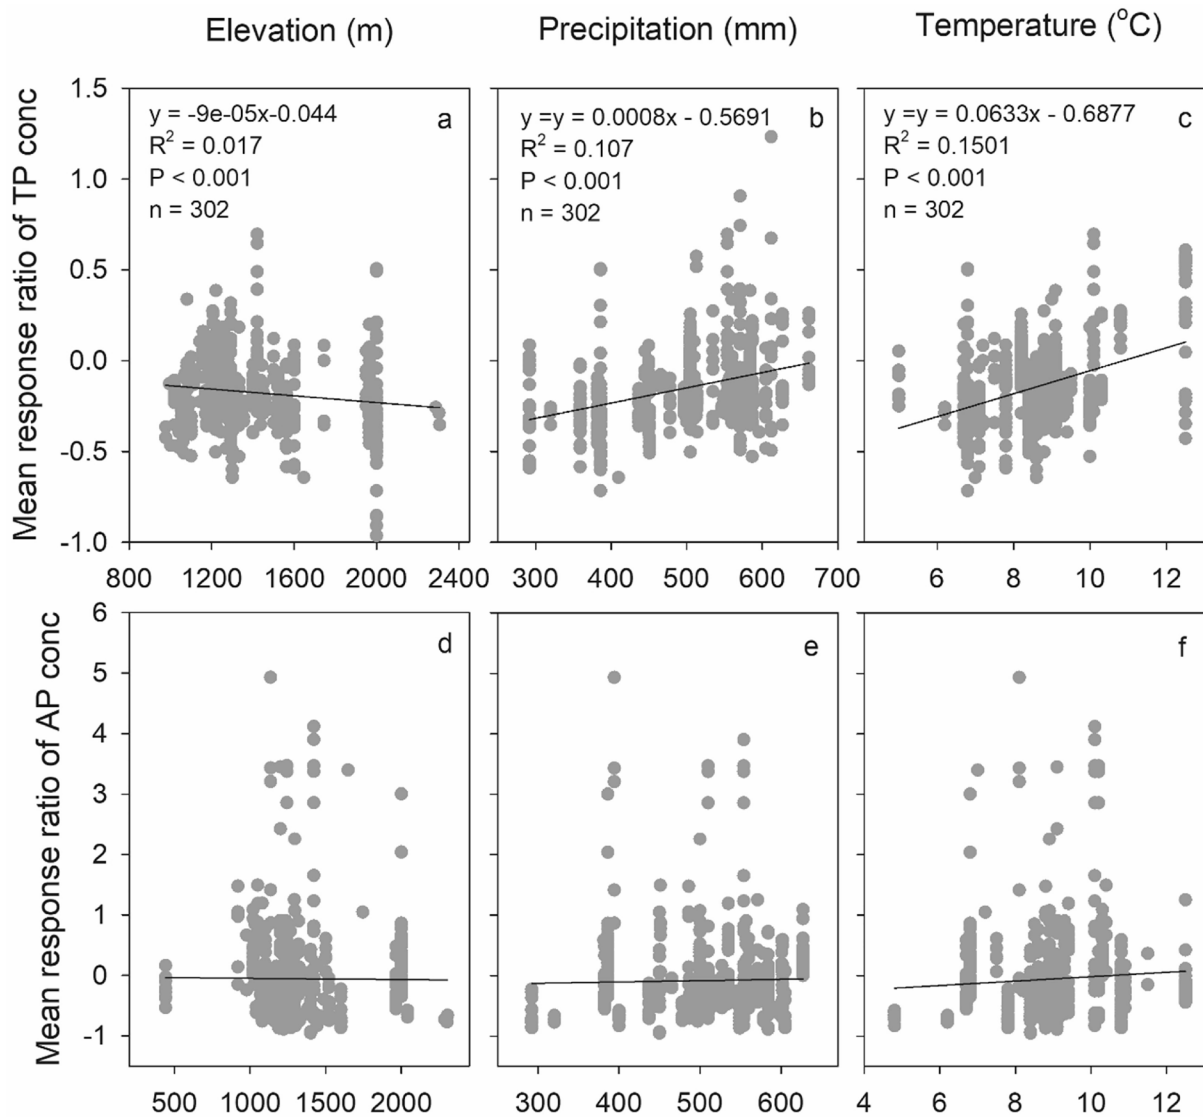 Elevation (m)
Precipitation (mm)
Temperature (°C)
Mean response ratio of TP conc
1.5
1.0
0.5
0.0
-0.5
-1.0
y = -9e-05x-0.044
R² = 0.017
P < 0.001
n = 302
a
800 1200 1600 2000 2400
y =y = 0.0008x - 0.5691
R² = 0.107
P < 0.001
n = 302
b
300 400 500 600 700
y =y = 0.0633x - 0.6877
R² = 0.1501
P < 0.001
n = 302
c
6 8 10 12
Mean response ratio of AP conc
6
5
4
3
2
1
0
-1
d
500 1000 1500 2000
e
300 400 500 600
f
4 6 8 10 12